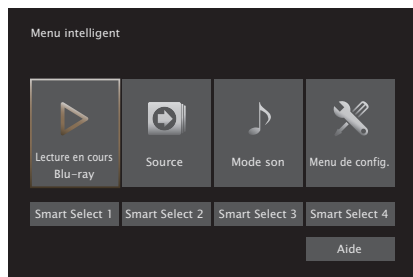 Menu intelligent
Lecture en cours
Blu-ray
Source
Mode son
Menu de config.
Smart Select 1
Smart Select 2
Smart Select 3
Smart Select 4
Aide